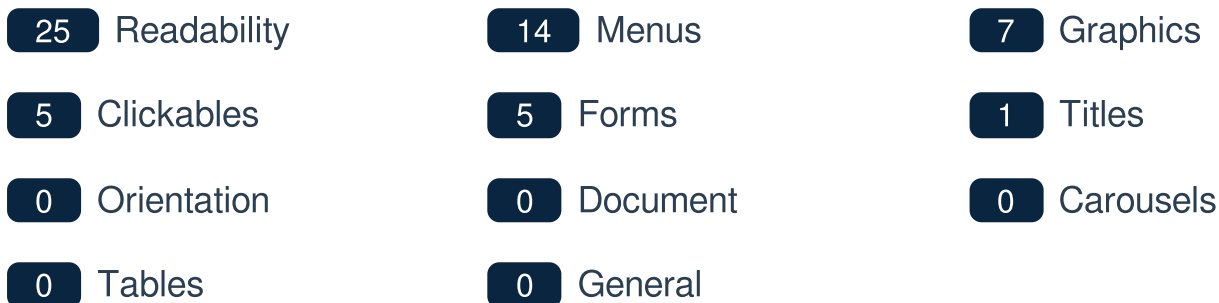 25 Readability 14 Menus 7 Graphics
5 Clickables 5 Forms 1 Titles
0 Orientation 0 Document 0 Carousels
0 Tables 0 General